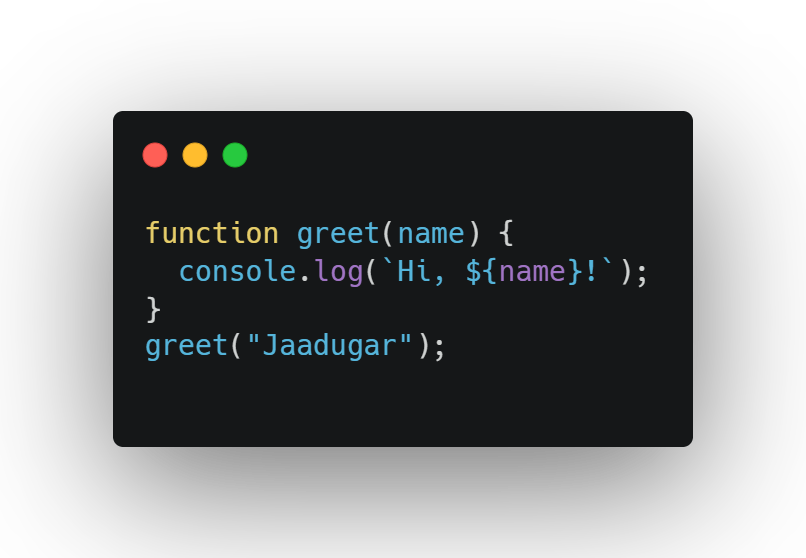 function greet(name) {
  console.log(`Hi, ${name}!`);
}
greet("Jaadugar");